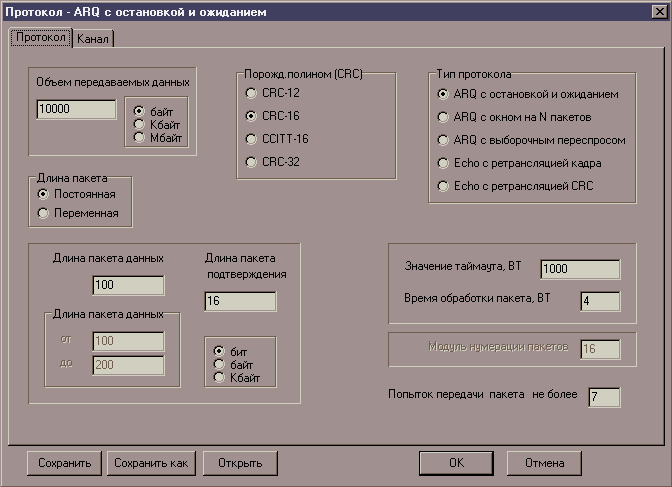 Протокол - ARQ с остановкой и ожиданием
Протокол
Канал
Объем передаваемых данных
10000
байт
Кбайт
Мбайт
Порожд.полином (CRC)
CRC-12
CRC-16
CCITT-16
CRC-32
Тип протокола
ARQ с остановкой и ожиданием
ARQ с окном на N пакетов
ARQ с выборочным переспросом
Echo с ретрансляцией кадра
Echo с ретрансляцией CRC
Длина пакета
Постоянная
Переменная
Длина пакета данных
100
Длина пакета
подтверждения
16
Длина пакета данных
от 100
до 200
бит
байт
Кбайт
Значение таймаута, ВТ 1000
Время обработки пакета, ВТ 4
Модуль нумерации пакетов 16
Попыток передачи пакета не более 7
Сохранить
Сохранить как
Открыть
OK
Отмена